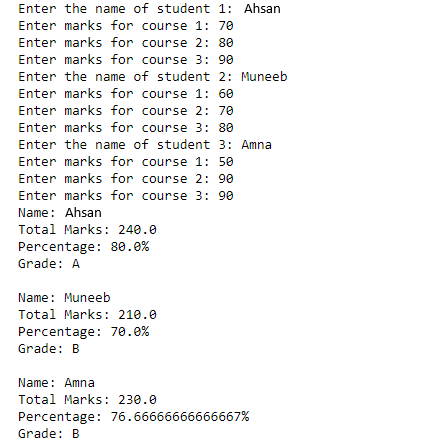 Enter the name of student 1: Ahsan
Enter marks for course 1: 70
Enter marks for course 2: 80
Enter marks for course 3: 90
Enter the name of student 2: Muneeb
Enter marks for course 1: 60
Enter marks for course 2: 70
Enter marks for course 3: 80
Enter the name of student 3: Amna
Enter marks for course 1: 50
Enter marks for course 2: 90
Enter marks for course 3: 90
Name: Ahsan
Total Marks: 240.0
Percentage: 80.0%
Grade: A
Name: Muneeb
Total Marks: 210.0
Percentage: 70.0%
Grade: B
Name: Amna
Total Marks: 230.0
Percentage: 76.66666666666667%
Grade: B